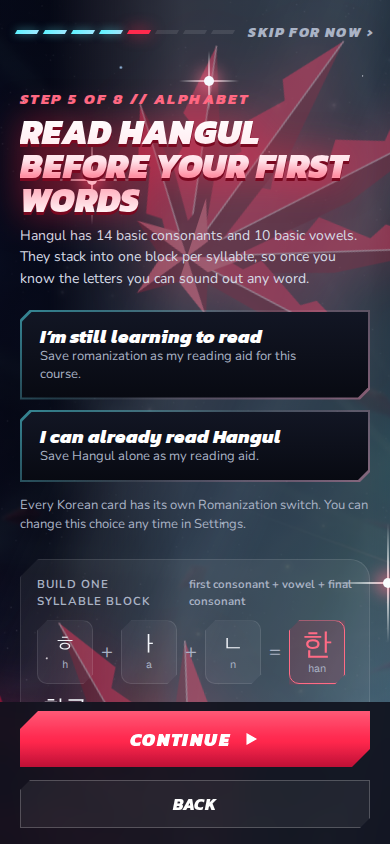 SKIP FOR NOW >
STEP 5 OF 8 // ALPHABET
READ HANGUL
BEFORE YOUR FIRST
WORDS
Hangul has 14 basic consonants and 10 basic vowels.
They stack into one block per syllable, so once you
know the letters you can sound out any word.
I'm still learning to read
Save romanization as my reading aid for this
course.
I can already read Hangul
Save Hangul alone as my reading aid.
Every Korean card has its own Romanization switch. You can
change this choice any time in Settings.
BUILD ONE
SYLLABLE BLOCK
first consonant + vowel + final
consonant
ㅎ + ㅏ + ㄴ = 한
h a n han
CONTINUE ▶
BACK